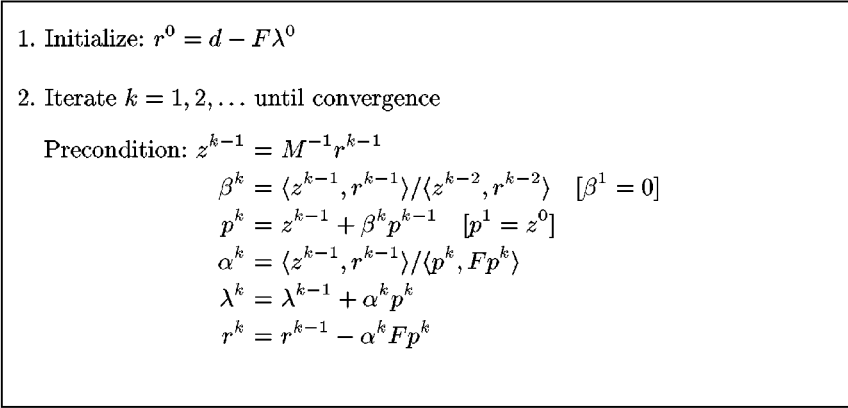 1. Initialize: r^0 = d − Fλ^0
2. Iterate k = 1, 2, … until convergence
Precondition: z^{k−1} = M^{−1}r^{k−1}
β^k = ⟨z^{k−1}, r^{k−1}⟩/⟨z^{k−2}, r^{k−2}⟩ [β^1 = 0]
p^k = z^{k−1} + β^k p^{k−1} [p^1 = z^0]
α^k = ⟨z^{k−1}, r^{k−1}⟩/⟨p^k, Fp^k⟩
λ^k = λ^{k−1} + α^k p^k
r^k = r^{k−1} − α^k Fp^k